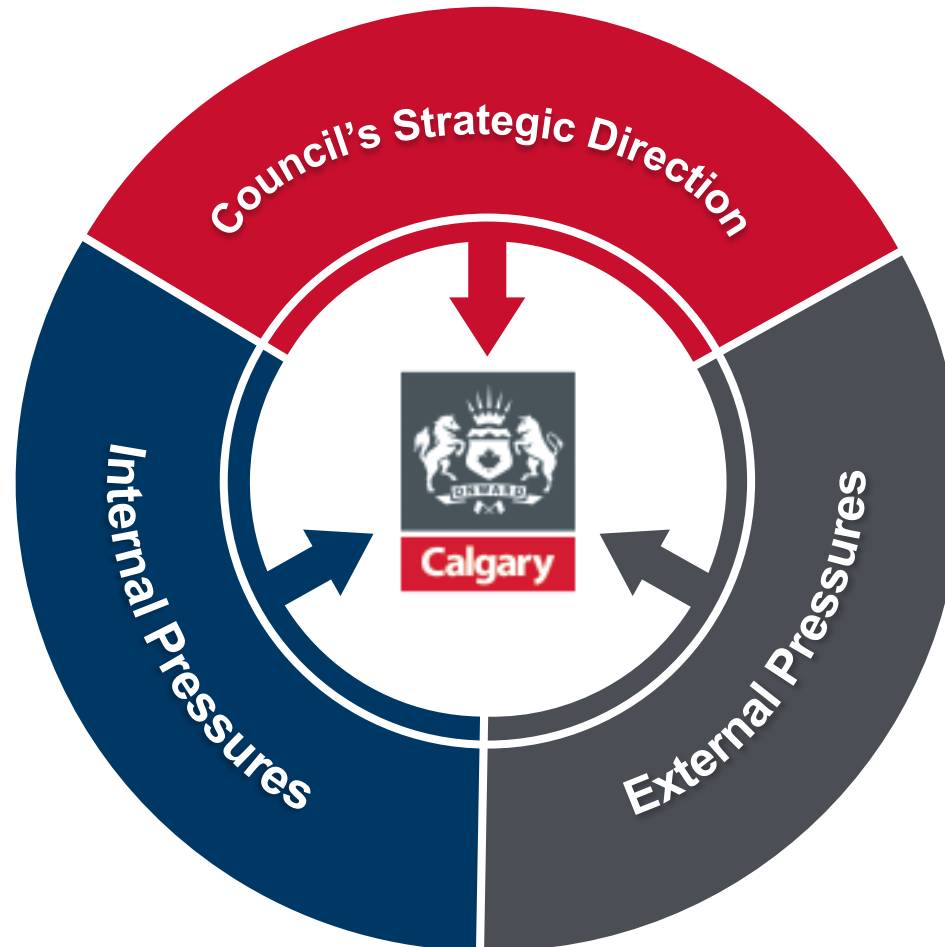 Council’s Strategic Direction
ONWARD
Calgary
Internal Pressures
External Pressures